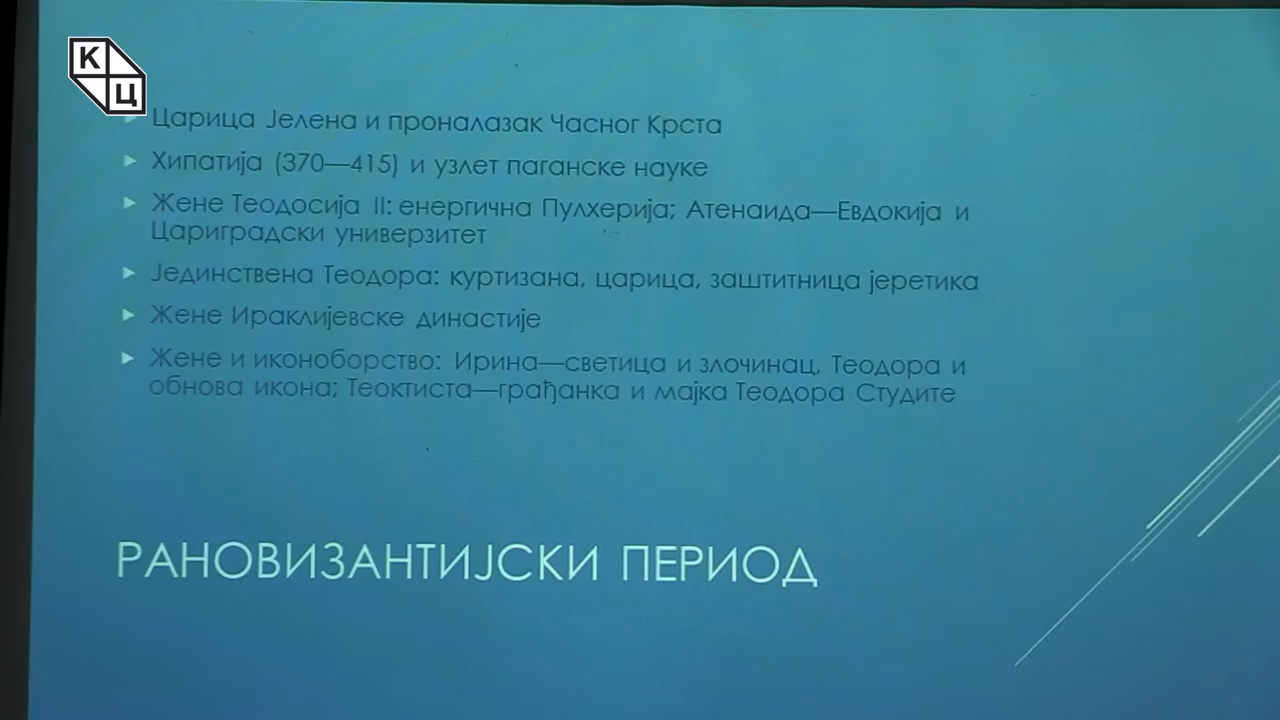 К
Ц
Царица Јелена и проналазак Часног Крста
Хипатија (370—415) и узлет паганске науке
Жене Теодосија II: енергична Пулхерија; Атенаида—Евдокија и
Цариградски универзитет
Јединствена Теодора: куртизана, царица, заштитница јеретика
Жене Ираклијевске династије
Жене и иконоборство: Ирина—светица и злочинац, Теодора и
обнова икона; Теоктиста—грађанка и мајка Теодора Студите
РАНОВИЗАНТИЈСКИ ПЕРИОД